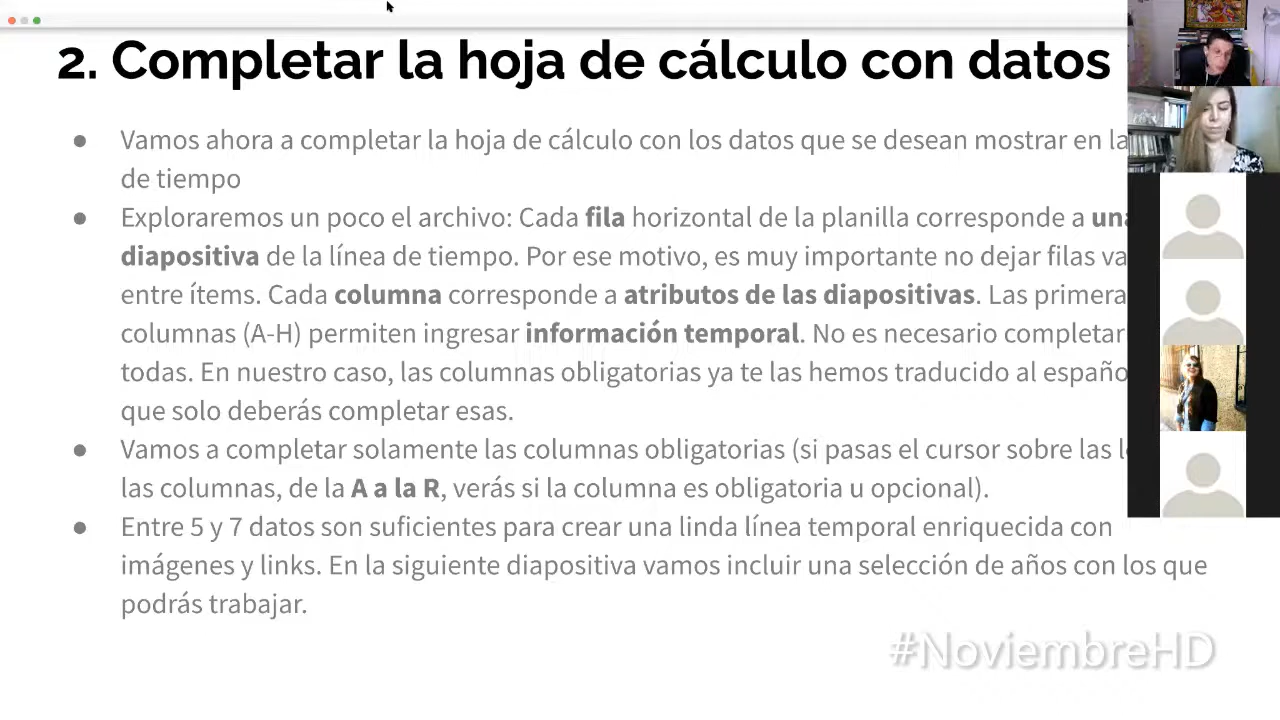 2. Completar la hoja de cálculo con datos
● Vamos ahora a completar la hoja de cálculo con los datos que se desean mostrar en la
de tiempo
● Exploraremos un poco el archivo: Cada fila horizontal de la planilla corresponde a una
diapositiva de la línea de tiempo. Por ese motivo, es muy importante no dejar filas
entre ítems. Cada columna corresponde a atributos de las diapositivas. Las
columnas (A-H) permiten ingresar información temporal. No es necesario completar
todas. En nuestro caso, las columnas obligatorias ya te las hemos traducido al
que solo deberás completar esas.
● Vamos a completar solamente las columnas obligatorias (si pasas el cursor sobre las
las columnas, de la A a la R, verás si la columna es obligatoria u opcional).
● Entre 5 y 7 datos son suficientes para crear una linda línea temporal enriquecida con
imágenes y links. En la siguiente diapositiva vamos incluir una selección de años con los que
podrás trabajar.
#NoviembreHD